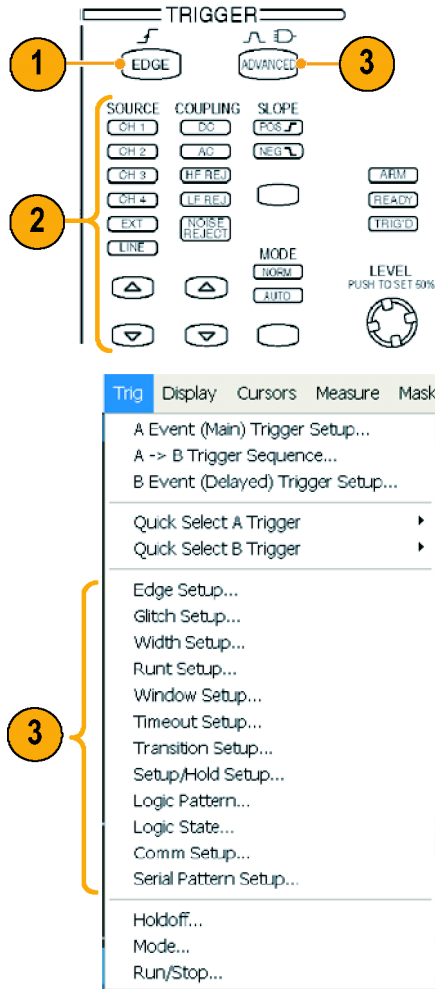 TRIGGER
1
EDGE
ADVANCED
3
SOURCE COUPLING SLOPE
CH 1 DC POS
CH 2 AC NEG
CH 3 HF REJ ARM
CH 4 LF REJ READY
2
EXT NOISE REJECT TRIG'D
LINE
MODE
NORM
AUTO
LEVEL
PUSH TO SET 50%
Trig Display Cursors Measure Mask
A Event (Main) Trigger Setup...
A -> B Trigger Sequence...
B Event (Delayed) Trigger Setup...
Quick Select A Trigger
Quick Select B Trigger
3
Edge Setup...
Glitch Setup...
Width Setup...
Runt Setup...
Window Setup...
Timeout Setup...
Transition Setup...
Setup/Hold Setup...
Logic Pattern...
Logic State...
Comm Setup...
Serial Pattern Setup...
Holdoff...
Mode...
Run/Stop...